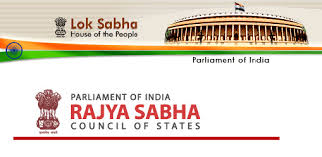 Lok Sabha
House of the People
Parliament of India
PARLIAMENT OF INDIA
RAJYA SABHA
COUNCIL OF STATES